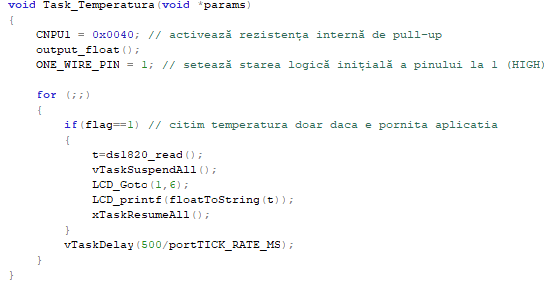 void Task_Temperatura(void *params)
{
    CNPU1 = 0x0040; // activează rezistența internă de pull-up
    output_float();
    ONE_WIRE_PIN = 1; // setează starea logică inițială a pinului la 1 (HIGH)
    for (;;)
    {
        if(flag==1) // citim temperatura doar daca e pornita aplicatia
        {
            t=ds1820_read();
            vTaskSuspendAll();
            LCD_Goto(1,6);
            LCD_printf(floatToString(t));
            xTaskResumeAll();
        }
        vTaskDelay(500/portTICK_RATE_MS);
    }
}